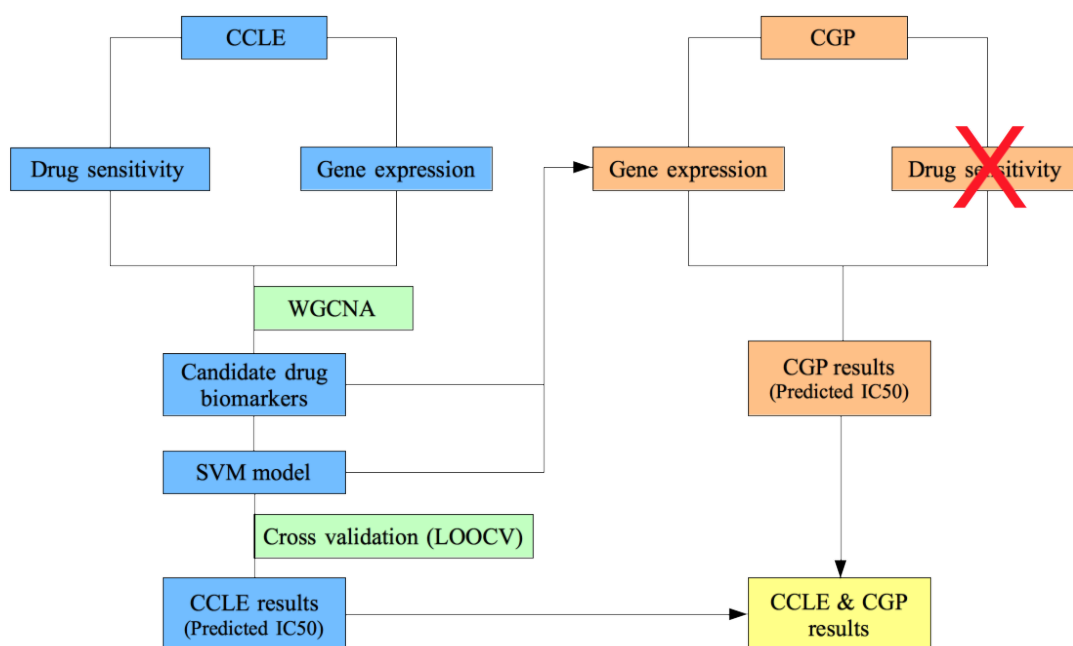 CCLE
CGP
Drug sensitivity
Gene expression
Gene expression
Drug sensitivity
WGCNA
Candidate drug
biomarkers
CGP results
(Predicted IC50)
SVM model
Cross validation (LOOCV)
CCLE results
(Predicted IC50)
CCLE & CGP
results